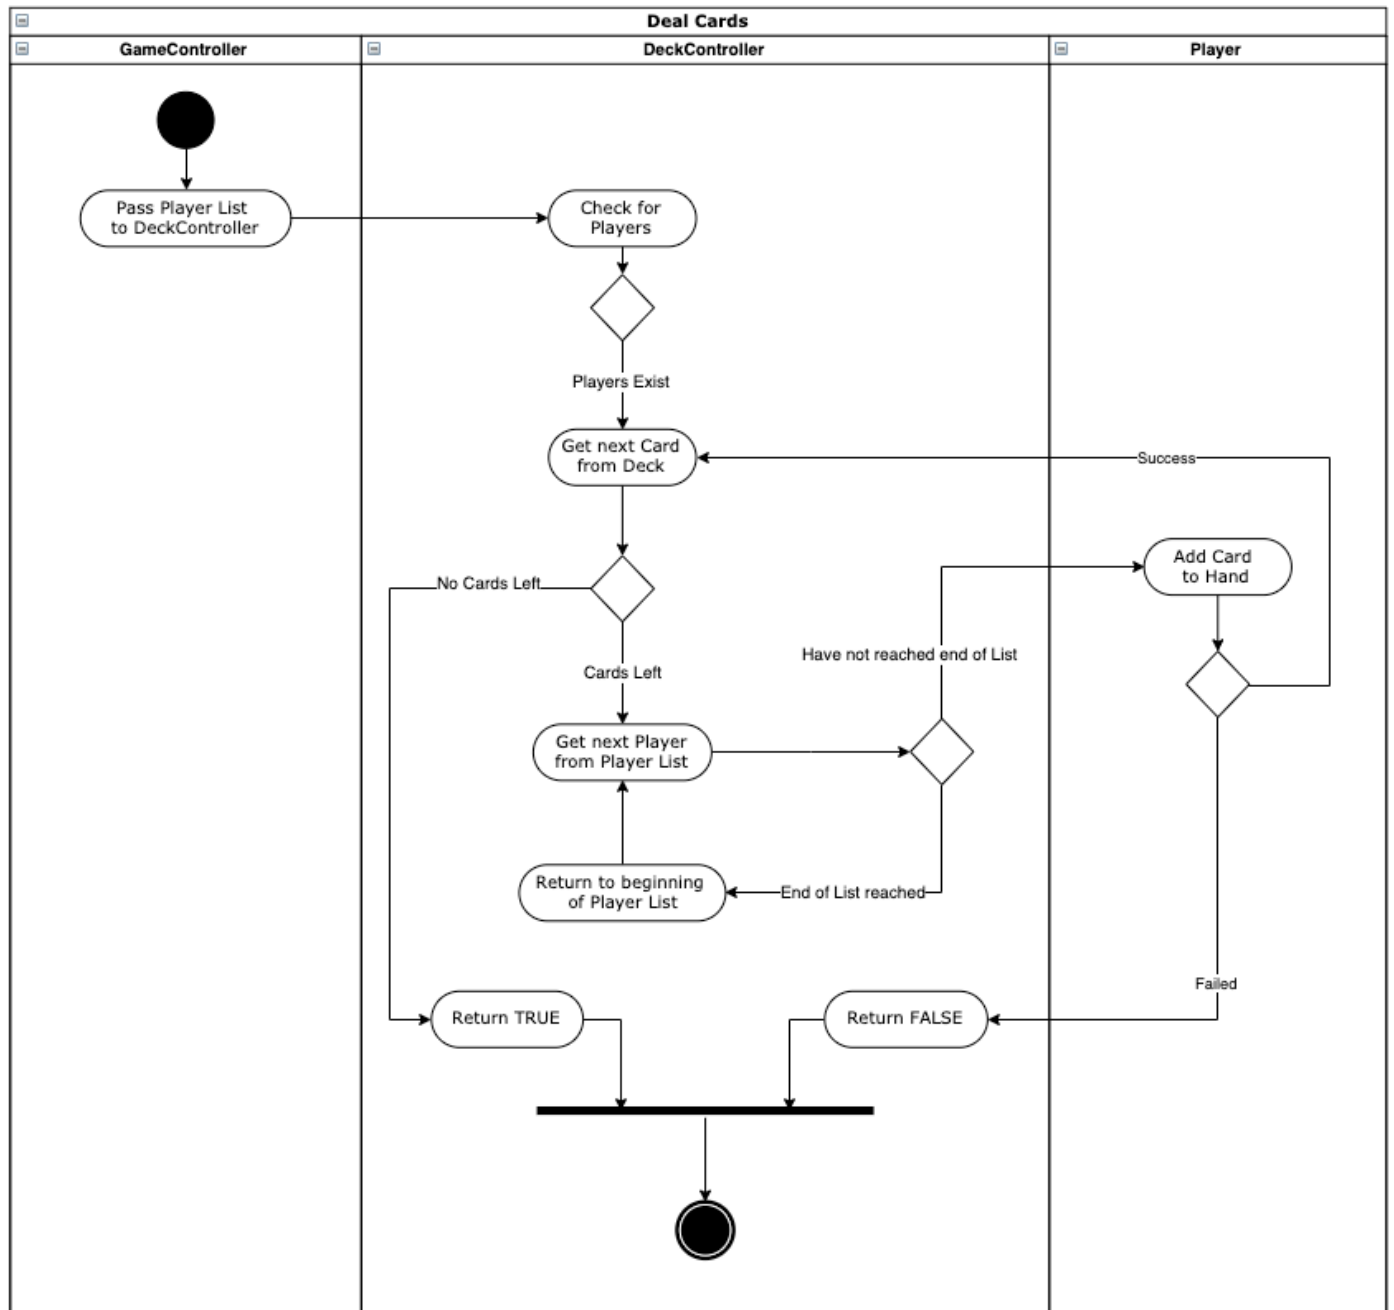 Deal Cards
GameController
DeckController
Player
Pass Player List
to DeckController
Check for
Players
Players Exist
Get next Card
from Deck
Success
Add Card
to Hand
No Cards Left
Have not reached end of List
Cards Left
Get next Player
from Player List
Return to beginning
of Player List
End of List reached
Failed
Return TRUE
Return FALSE